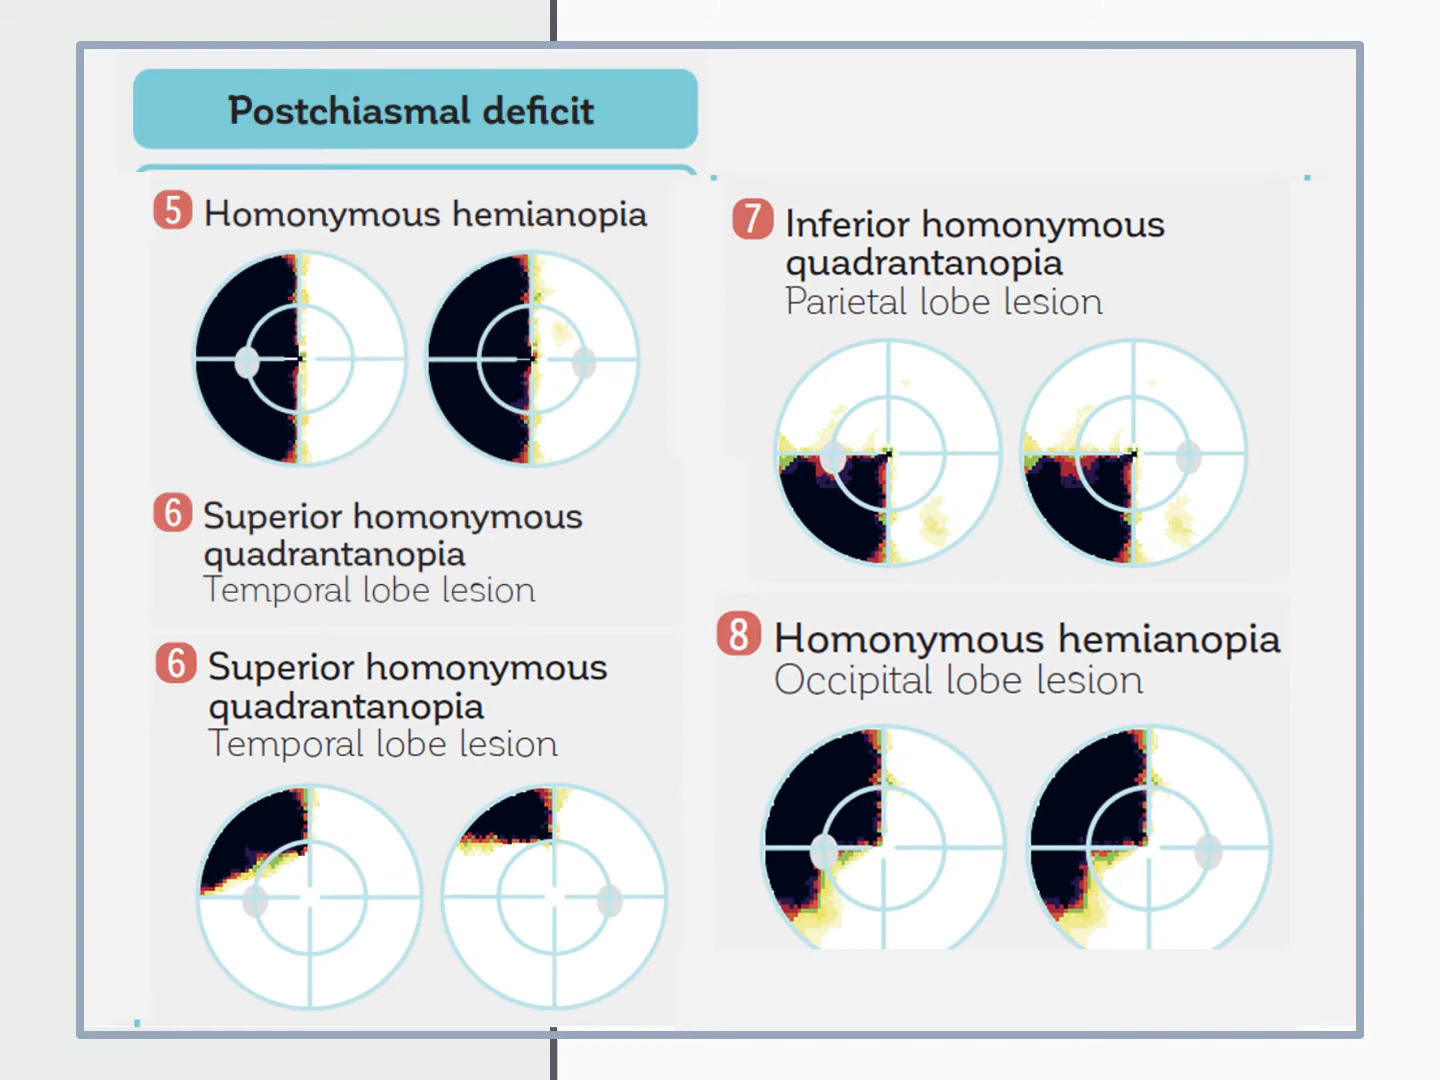 Postchiasmal deficit
5 Homonymous hemianopia
6 Superior homonymous
quadrantanopia
Temporal lobe lesion
6 Superior homonymous
quadrantanopia
Temporal lobe lesion
7 Inferior homonymous
quadrantanopia
Parietal lobe lesion
8 Homonymous hemianopia
Occipital lobe lesion